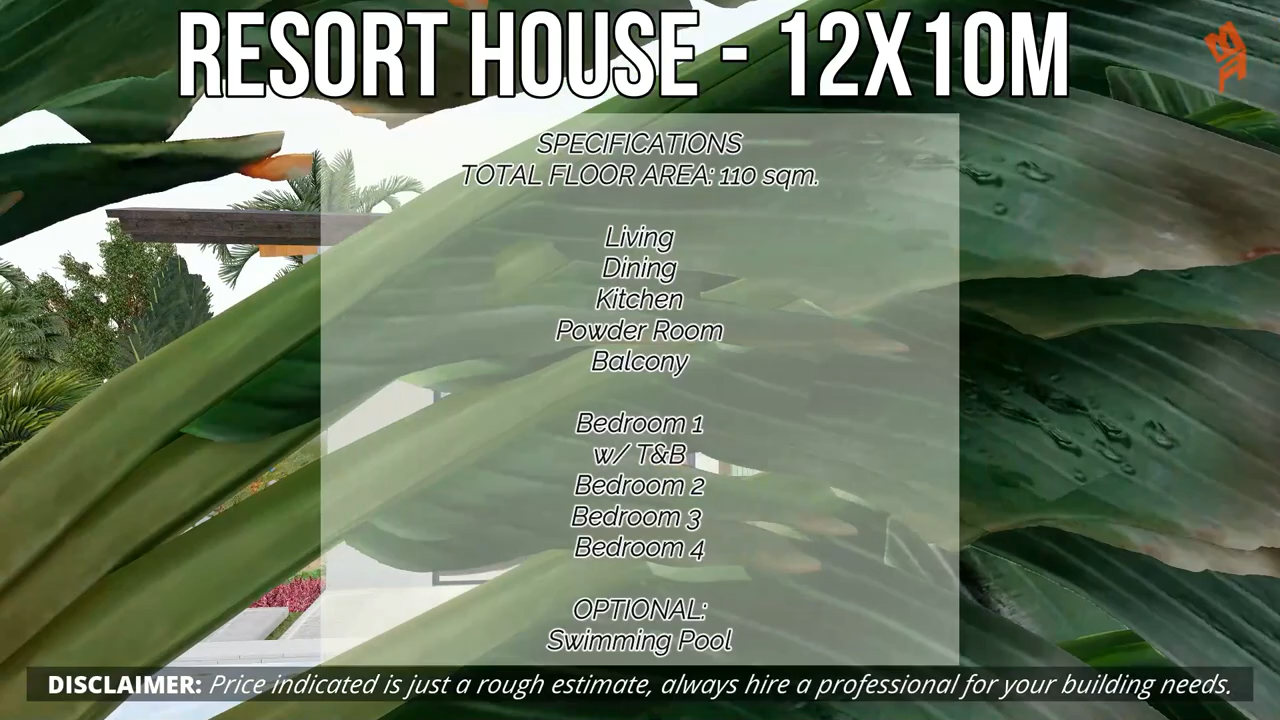 RESORT HOUSE - 12X10M
SPECIFICATIONS
TOTAL FLOOR AREA: 110 sqm.
Living
Dining
Kitchen
Powder Room
Balcony
Bedroom 1
w/ T&B
Bedroom 2
Bedroom 3
Bedroom 4
OPTIONAL:
Swimming Pool
DISCLAIMER: Price indicated is just a rough estimate, always hire a professional for your building needs.